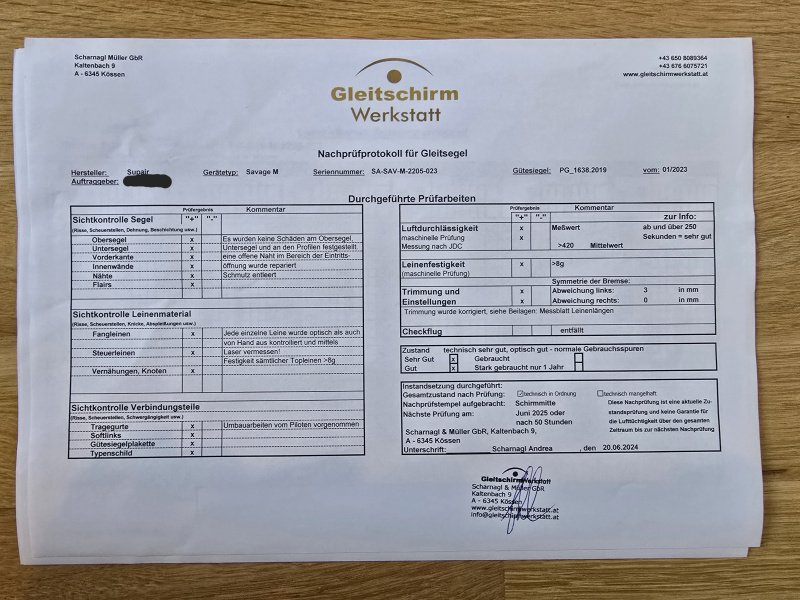 Scharnagl Müller GbR
Kaltenbach 9
A - 6345 Kössen
+43 650 8089364
+43 676 6075721
www.gleitschirmwerkstatt.at
Gleitschirm
Werkstatt
Nachprüfprotokoll für Gleitsegel
Hersteller: Supair Gerätetyp: Savage M Seriennummer: SA-SAV-M-2205-023 Gütesiegel: PG_1638.2019 vom: 01/2023
Auftraggeber:
Durchgeführte Prüfarbeiten
Prüfergebnis Kommentar
Sichtkontrolle Segel "+" "-"
(Risse, Scheuerstellen, Dehnung, Beschichtung usw.)
Obersegel x Es wurden keine Schäden am Obersegel,
Untersegel x Untersegel und an den Profilen festgestellt.
Vorderkante x eine offene Naht im Bereich der Eintritts-
Innenwände x öffnung wurde repariert
Nähte x Schmutz entleert
Flairs x
Sichtkontrolle Leinenmaterial
(Risse, Scheuerstellen, Knicke, Abspleißungen usw.)
Fangleinen x Jede einzelne Leine wurde optisch als auch
von Hand aus kontrolliert und mittels
Steuerleinen x Laser vermessen!
Festigkeit sämtlicher Topleinen >8g
Vernähungen, Knoten x
Sichtkontrolle Verbindungsteile
(Risse, Scheuerstellen, Schwergängigkeit usw.)
Tragegurte x Umbauarbeiten vom Piloten vorgenommen
Softlinks x
Gütesiegelplakette x
Typenschild x
Prüfergebnis Kommentar
"+" "-" zur Info:
Luftdurchlässigkeit x Meßwert ab und über 250
maschinelle Prüfung Sekunden = sehr gut
Messung nach JDC >420 Mittelwert
Leinenfestigkeit x >8g
(maschinelle Prüfung)
Symmetrie der Bremse:
Trimmung und x Abweichung links: 3 in mm
Einstellungen x Abweichung rechts: 0 in mm
Trimmung wurde korrigiert, siehe Beilagen: Messblatt Leinenlängen
Checkflug entfällt
Zustand technisch sehr gut, optisch gut - normale Gebrauchsspuren
Sehr Gut x Gebraucht
Gut x Stark gebraucht nur 1 Jahr
Instandsetzung durchgeführt:
Gesamtzustand nach Prüfung: technisch in Ordnung technisch mangelhaft
Nachprüfstempel aufgebracht: Schirmmitte
Nächste Prüfung am: Juni 2025 oder
nach 50 Stunden
Diese Nachprüfung ist eine aktuelle Zu-
standsprüfung und keine Garantie für
die Lufttüchtigkeit über den gesamten
Zeitraum bis zur nächsten Nachprüfung
Scharnagl & Müller GbR, Kaltenbach 9,
A - 6345 Kössen
Unterschrift: Scharnagl Andrea , den 20.06.2024
Gleitschirm Werkstatt
Scharnagl & Müller GbR
Kaltenbach 9
A - 6345 Kössen
www.gleitschirmwerkstatt.at
info@gleitschirmwerkstatt.at